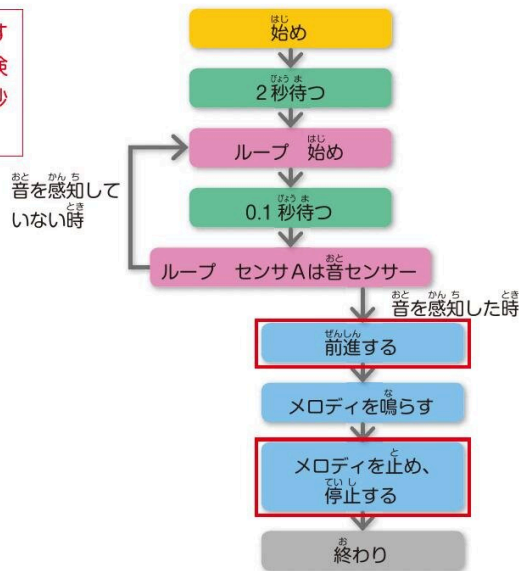 す
険
秒
始め
2秒待つ
ループ 始め
音を感知して
いない時
0.1 秒待つ
ループ センサAは音センサー
音を感知した時
前進する
メロディを鳴らす
メロディを止め、
停止する
終わり